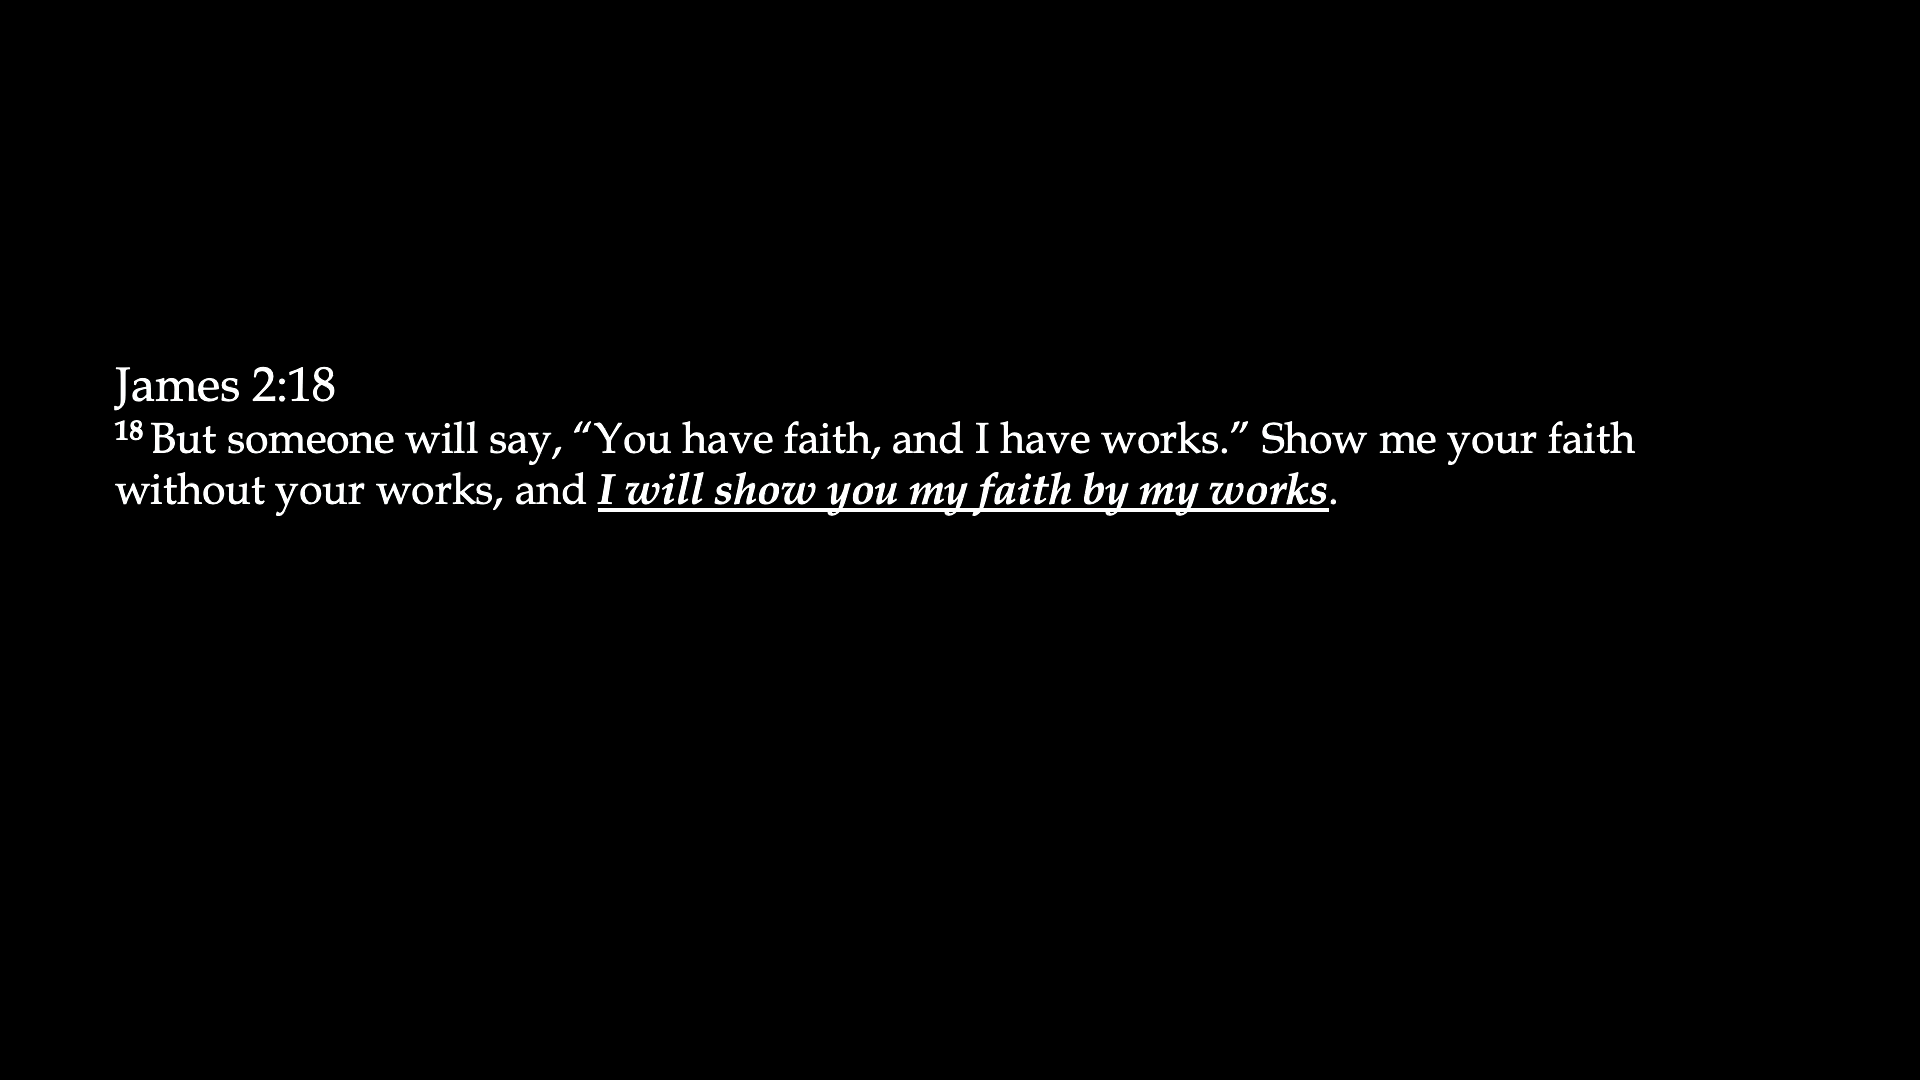 James 2:18
18 But someone will say, “You have faith, and I have works.” Show me your faith
without your works, and I will show you my faith by my works.